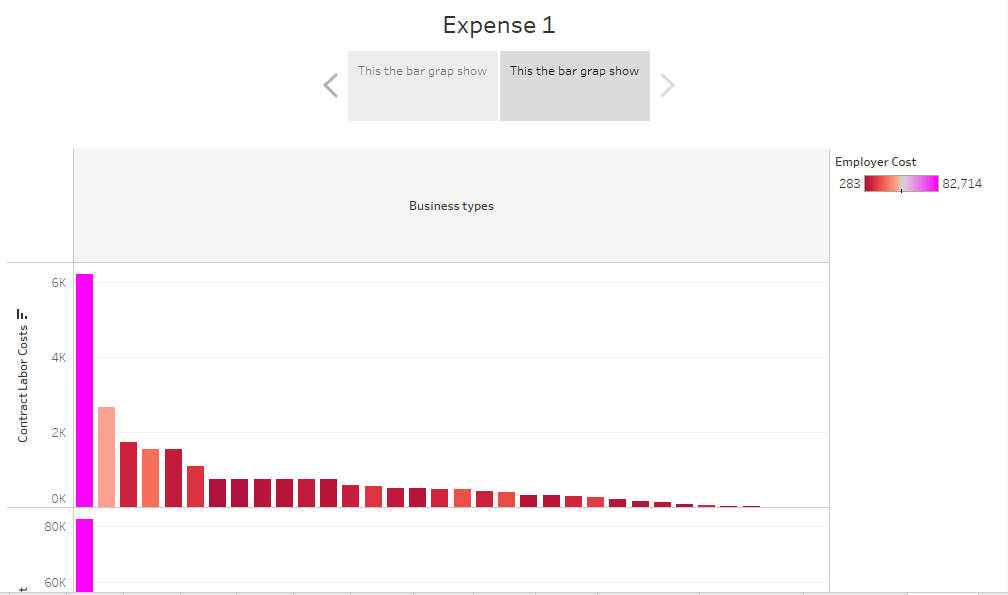 Expense 1
This the bar grap show
This the bar grap show
Business types
Employer Cost
283 82,714
Contract Labor Costs
6K
4K
2K
0K
80K
60K